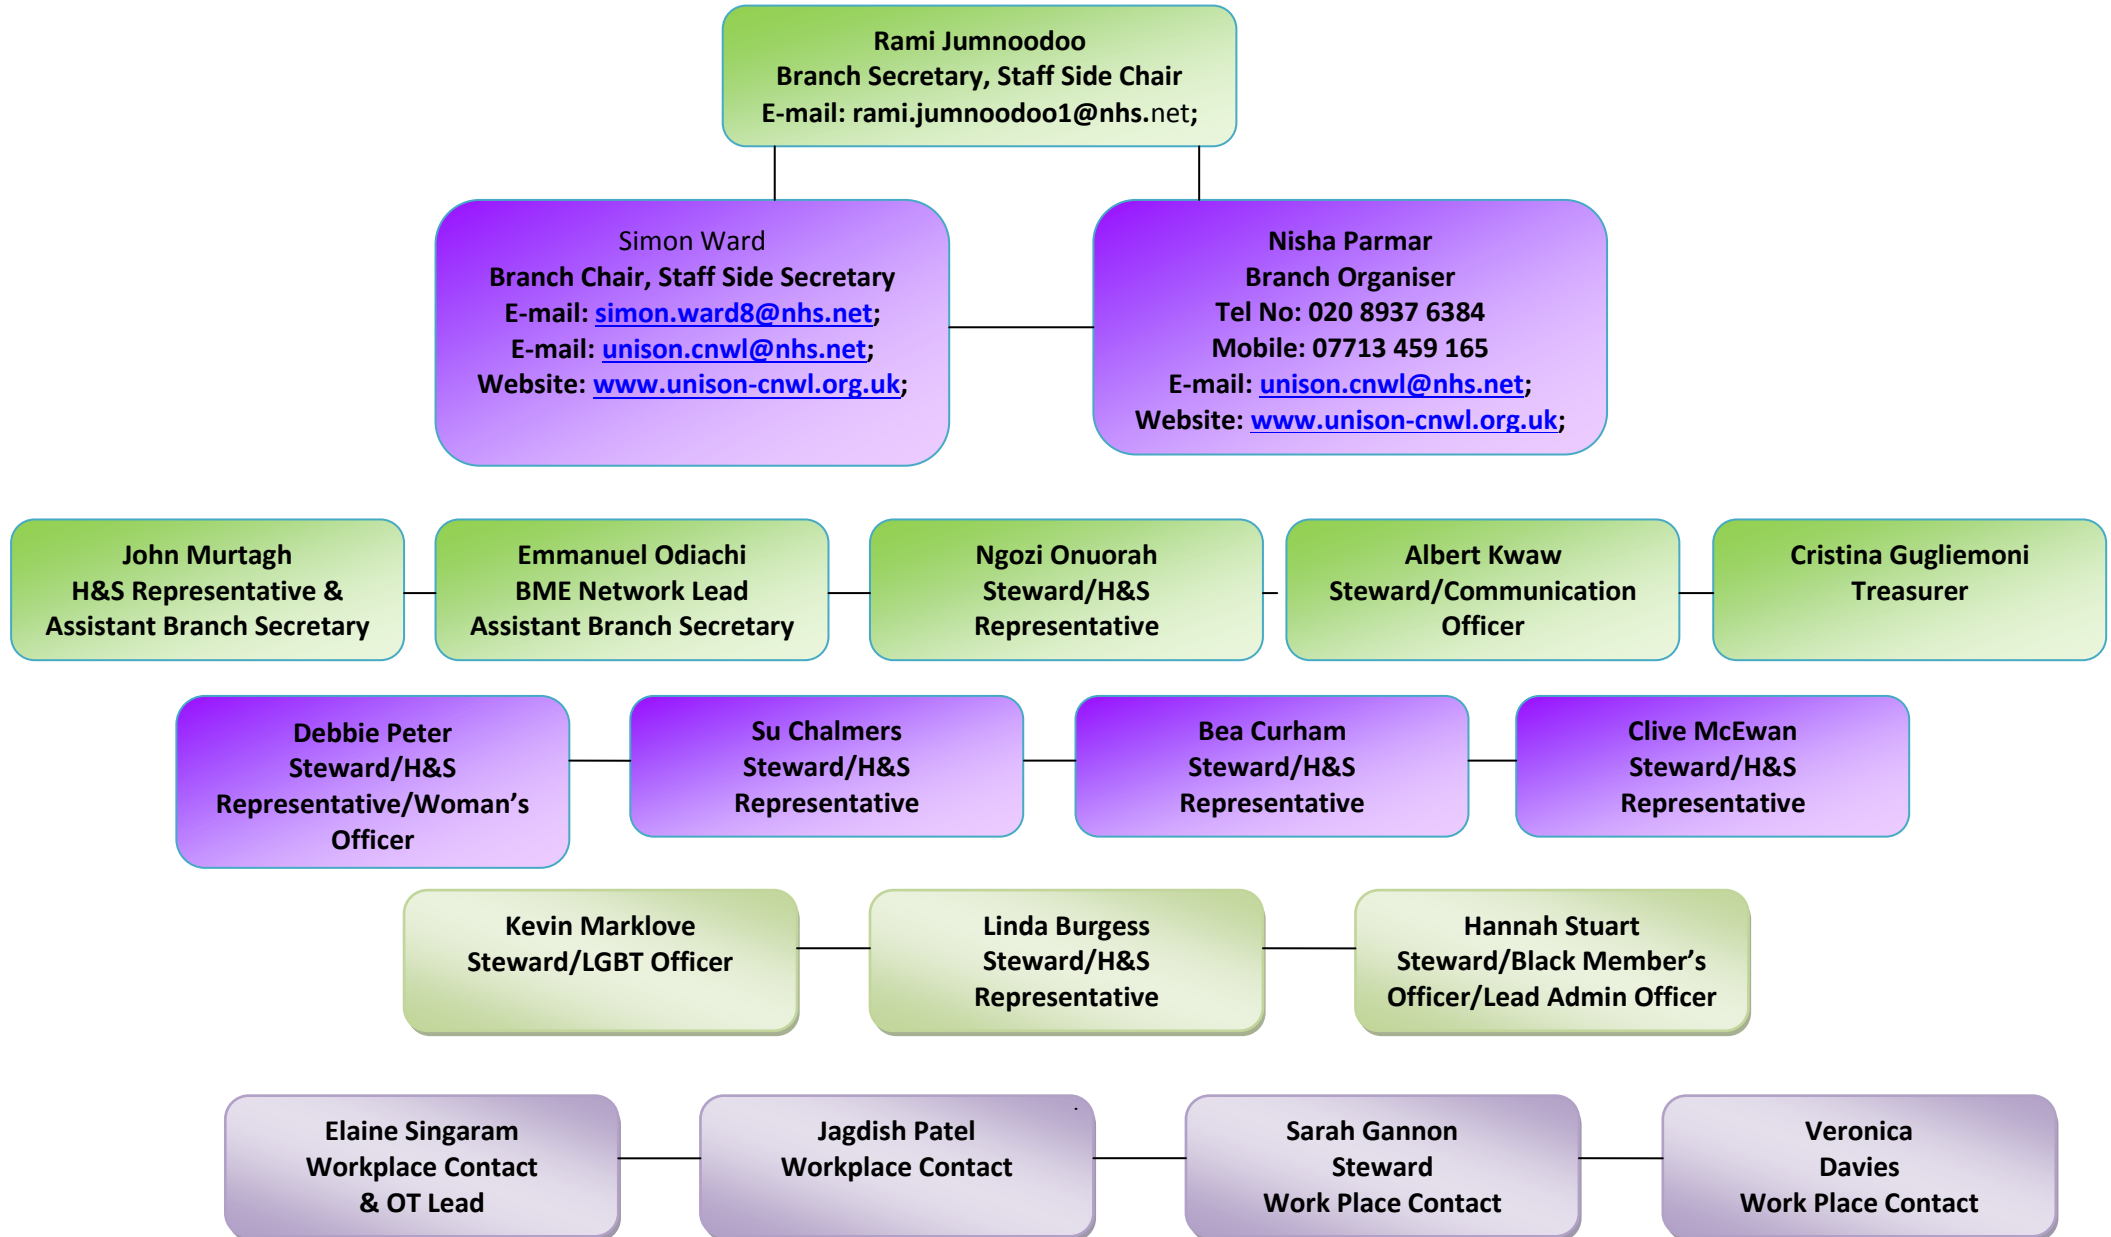 Rami Jumnoodoo
Branch Secretary, Staff Side Chair
E-mail: rami.jumnoodoo1@nhs.net;
Simon Ward
Branch Chair, Staff Side Secretary
E-mail: simon.ward8@nhs.net;
E-mail: unison.cnwl@nhs.net;
Website: www.unison-cnwl.org.uk;
Nisha Parmar
Branch Organiser
Tel No: 020 8937 6384
Mobile: 07713 459 165
E-mail: unison.cnwl@nhs.net;
Website: www.unison-cnwl.org.uk;
John Murtagh
H&S Representative &
Assistant Branch Secretary
Emmanuel Odiachi
BME Network Lead
Assistant Branch Secretary
Ngozi Onuorah
Steward/H&S
Representative
Albert Kwaw
Steward/Communication
Officer
Cristina Gugliemoni
Treasurer
Debbie Peter
Steward/H&S
Representative/Woman’s
Officer
Su Chalmers
Steward/H&S
Representative
Bea Curham
Steward/H&S
Representative
Clive McEwan
Steward/H&S
Representative
Kevin Marklove
Steward/LGBT Officer
Linda Burgess
Steward/H&S
Representative
Hannah Stuart
Steward/Black Member’s
Officer/Lead Admin Officer
Elaine Singaram
Workplace Contact
& OT Lead
Jagdish Patel
Workplace Contact
Sarah Gannon
Steward
Work Place Contact
Veronica
Davies
Work Place Contact